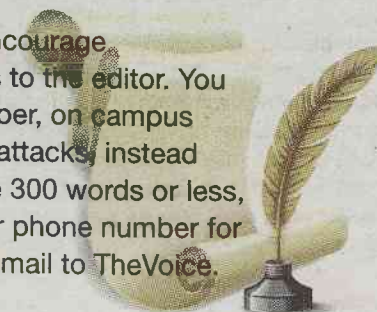 ncourage
s to the editor. You
per, on campus
attacks, instead
e 300 words or less,
r phone number for
mail to TheVoice.